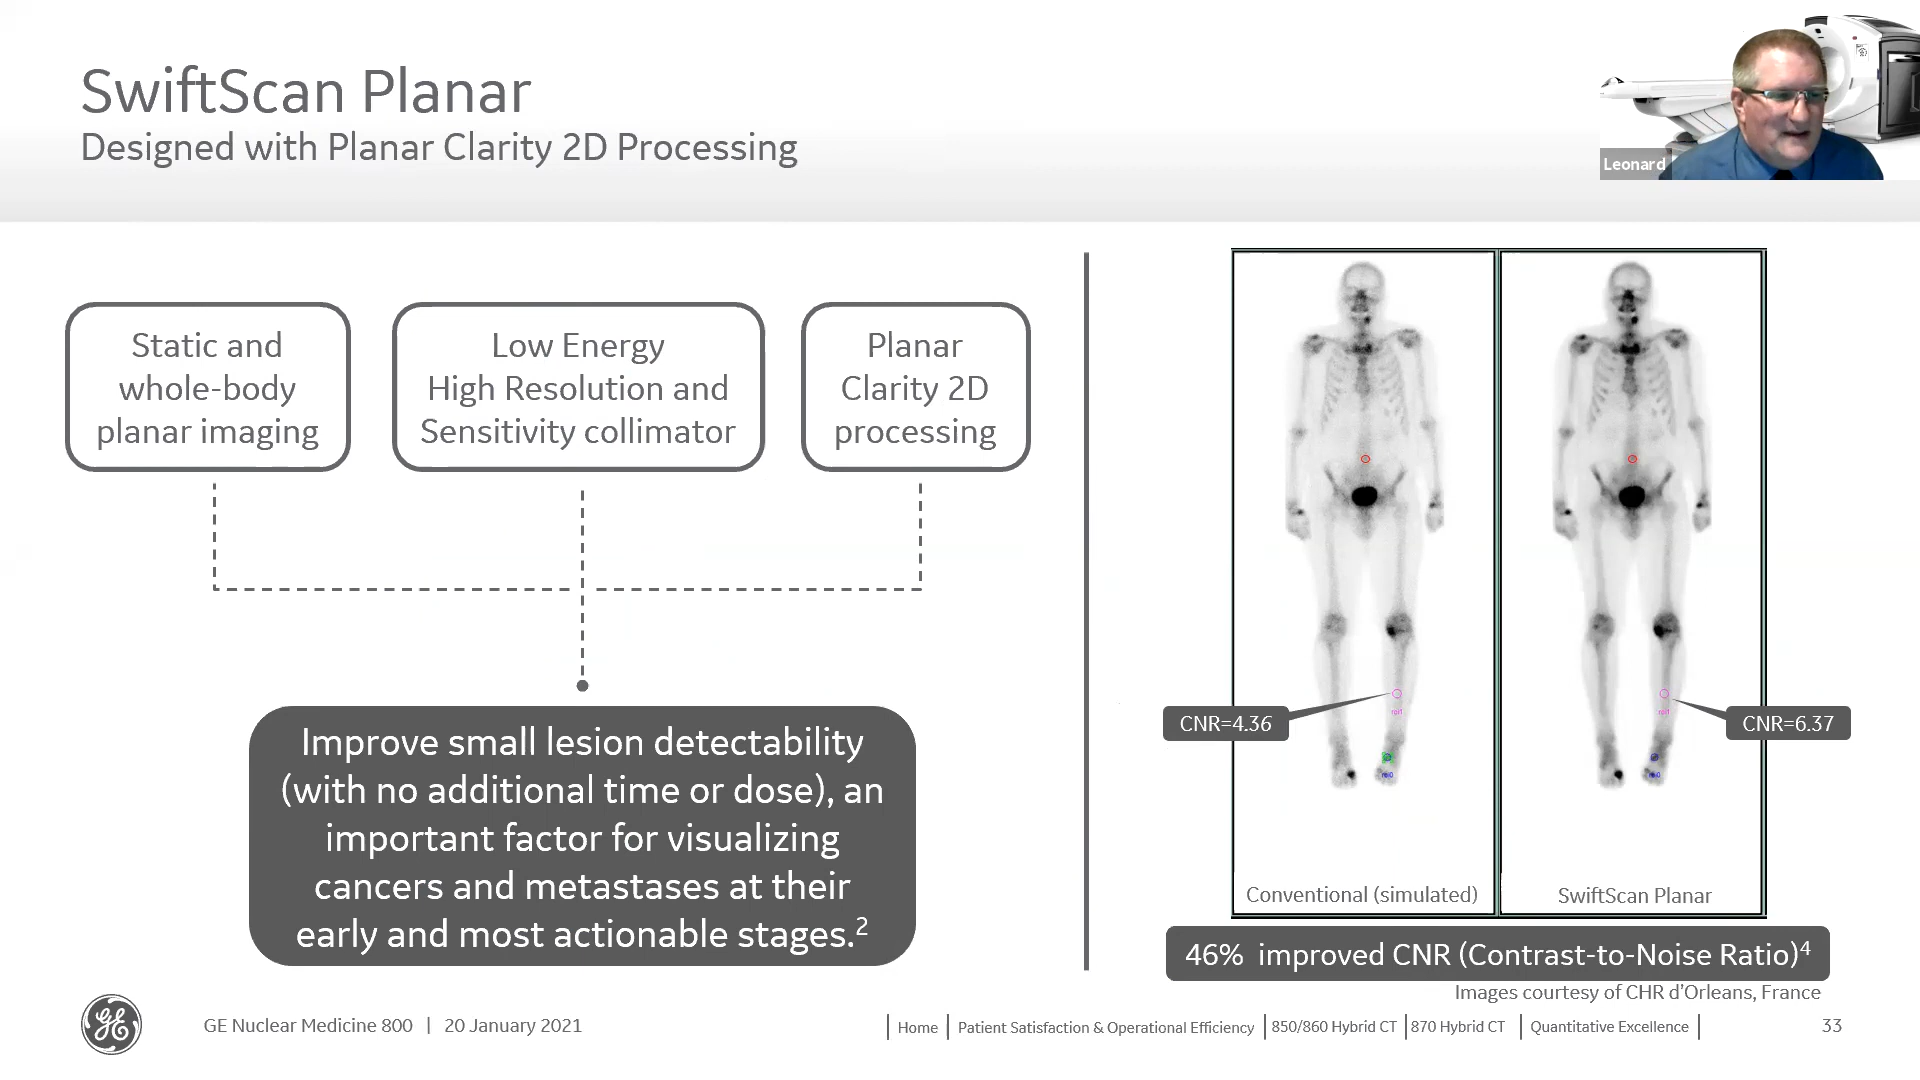 SwiftScan Planar
Designed with Planar Clarity 2D Processing
Leonard
Static and
whole-body
planar imaging
Low Energy
High Resolution and
Sensitivity collimator
Planar
Clarity 2D
processing
Improve small lesion detectability
(with no additional time or dose), an
important factor for visualizing
cancers and metastases at their
early and most actionable stages.²
CNR=4.36
CNR=6.37
Conventional (simulated)
SwiftScan Planar
46% improved CNR (Contrast-to-Noise Ratio)⁴
Images courtesy of CHR d’Orleans, France
GE
GE Nuclear Medicine 800 | 20 January 2021
| Home | Patient Satisfaction & Operational Efficiency | 850/860 Hybrid CT | 870 Hybrid CT | Quantitative Excellence |
33